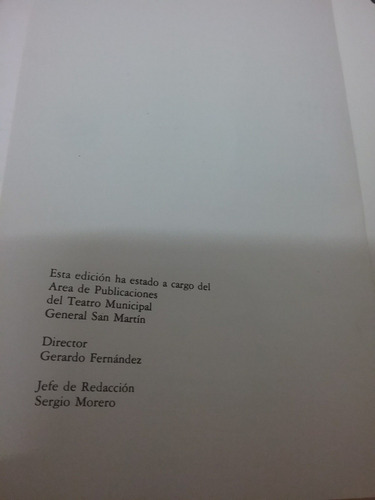 Esta edición ha estado a cargo del
Area de Publicaciones
del Teatro Municipal
General San Martín
Director
Gerardo Fernández
Jefe de Redacción
Sergio Morero